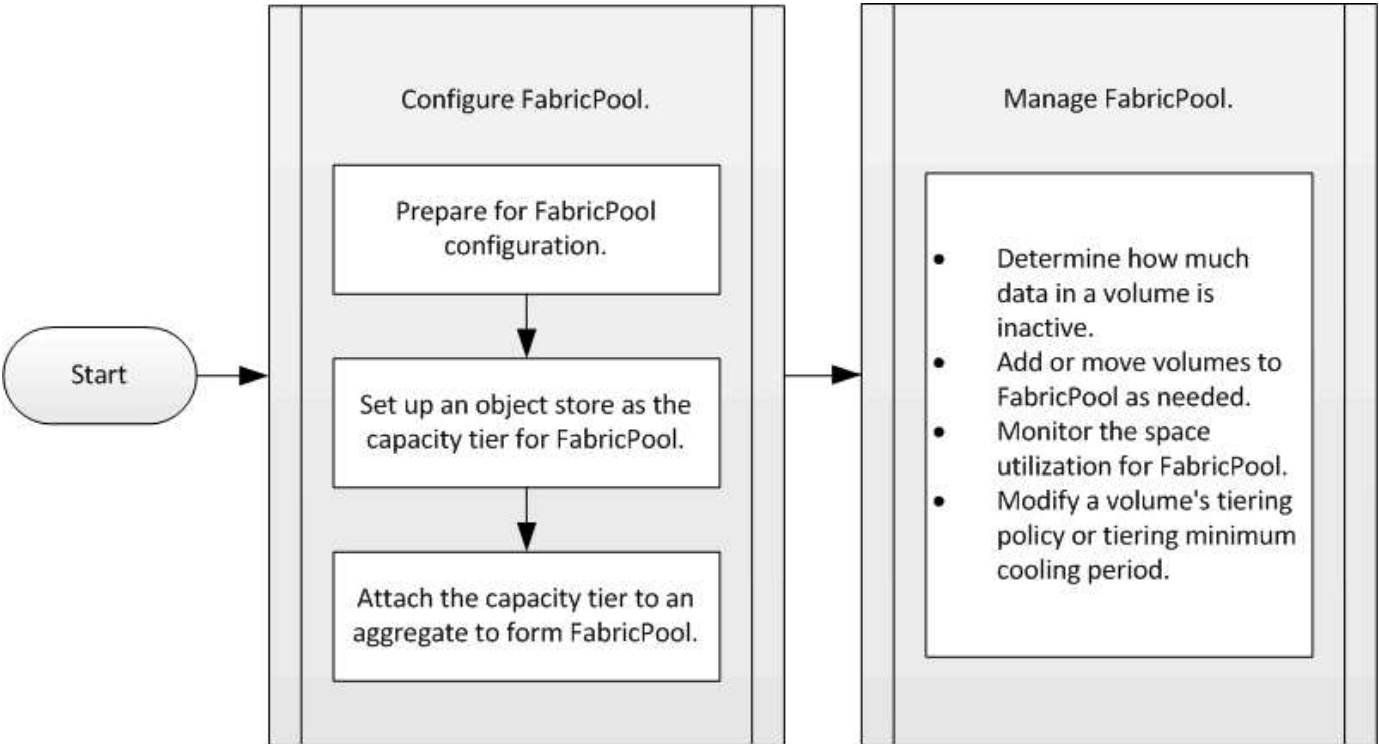 Start
Configure FabricPool.
Prepare for FabricPool
configuration.
Set up an object store as the
capacity tier for FabricPool.
Attach the capacity tier to an
aggregate to form FabricPool.
Manage FabricPool.
● Determine how much
data in a volume is
inactive.
● Add or move volumes to
FabricPool as needed.
● Monitor the space
utilization for FabricPool.
● Modify a volume's tiering
policy or tiering minimum
cooling period.